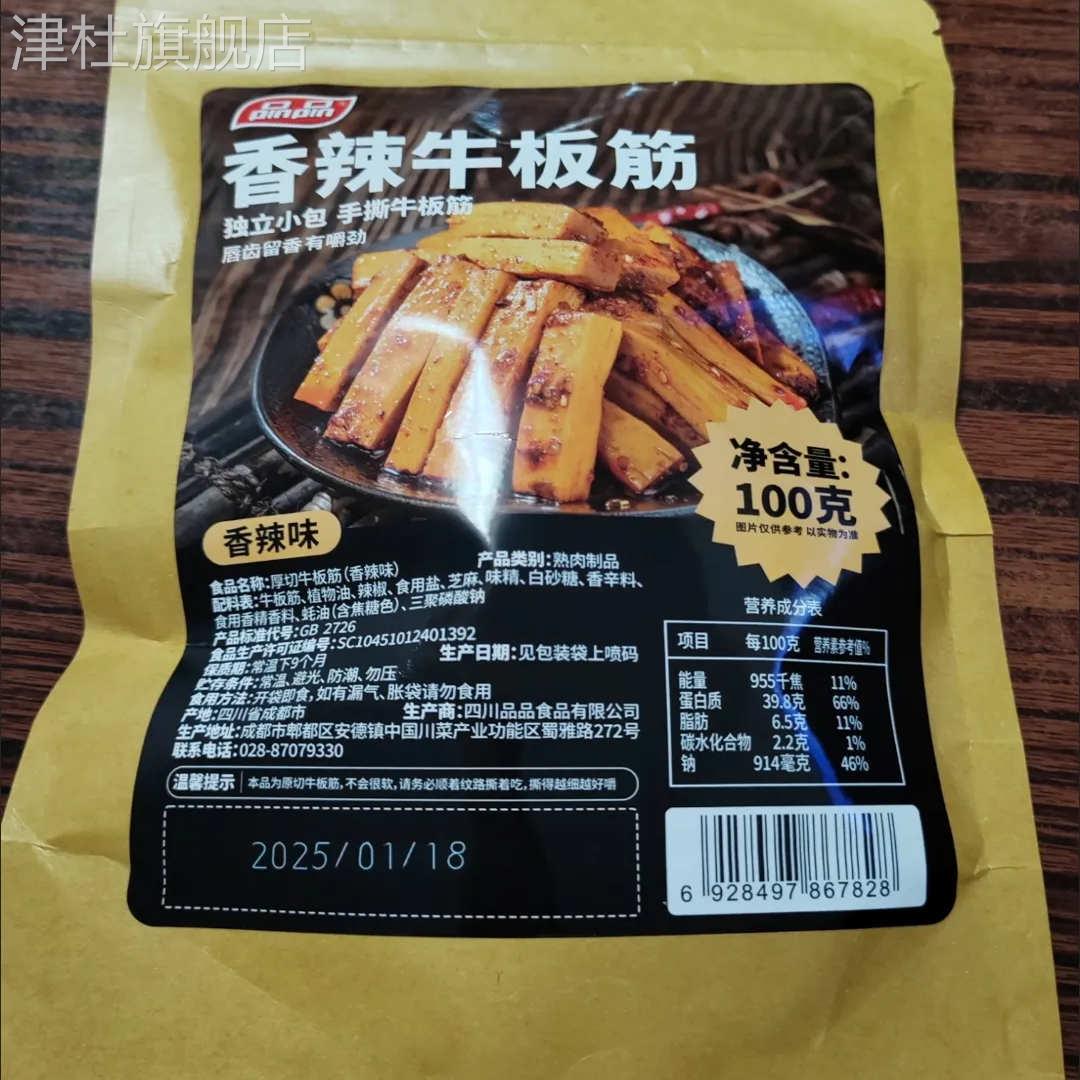 津杜旗舰店
品品
pinpin
香辣牛板筋
独立小包 手撕牛板筋
唇齿留香有嚼劲
净含量:
100克
图片仅供参考 以实物为准
香辣味
食品名称:厚切牛板筋(香辣味)
产品类别:熟肉制品
配料表:牛板筋、植物油、辣椒、食用盐、芝麻、味精、白砂糖、香辛料、
食用香精香料、蚝油(含焦糖色)、三聚磷酸钠
产品标准代号:GB 2726
食品生产许可证编号:SC10451012401392
保质期:常温下9个月
生产日期:见包装袋上喷码
贮存条件:常温、避光、防潮、勿压
食用方法:开袋即食,如有漏气、胀袋请勿食用
产地:四川省成都市
生产商:四川品品食品有限公司
生产地址:成都市郫都区安德镇中国川菜产业功能区蜀雅路272号
联系电话:028-87079330
温馨提示 本品为原切牛板筋,不会很软,请务必顺着纹路撕着吃,撕得越细越好嚼
2025/01/18
营养成分表
项目 每100克 营养素参考值%
能量 955千焦 11%
蛋白质 39.8克 66%
脂肪 6.5克 11%
碳水化合物 2.2克 1%
钠 914毫克 46%
6 928497 867828